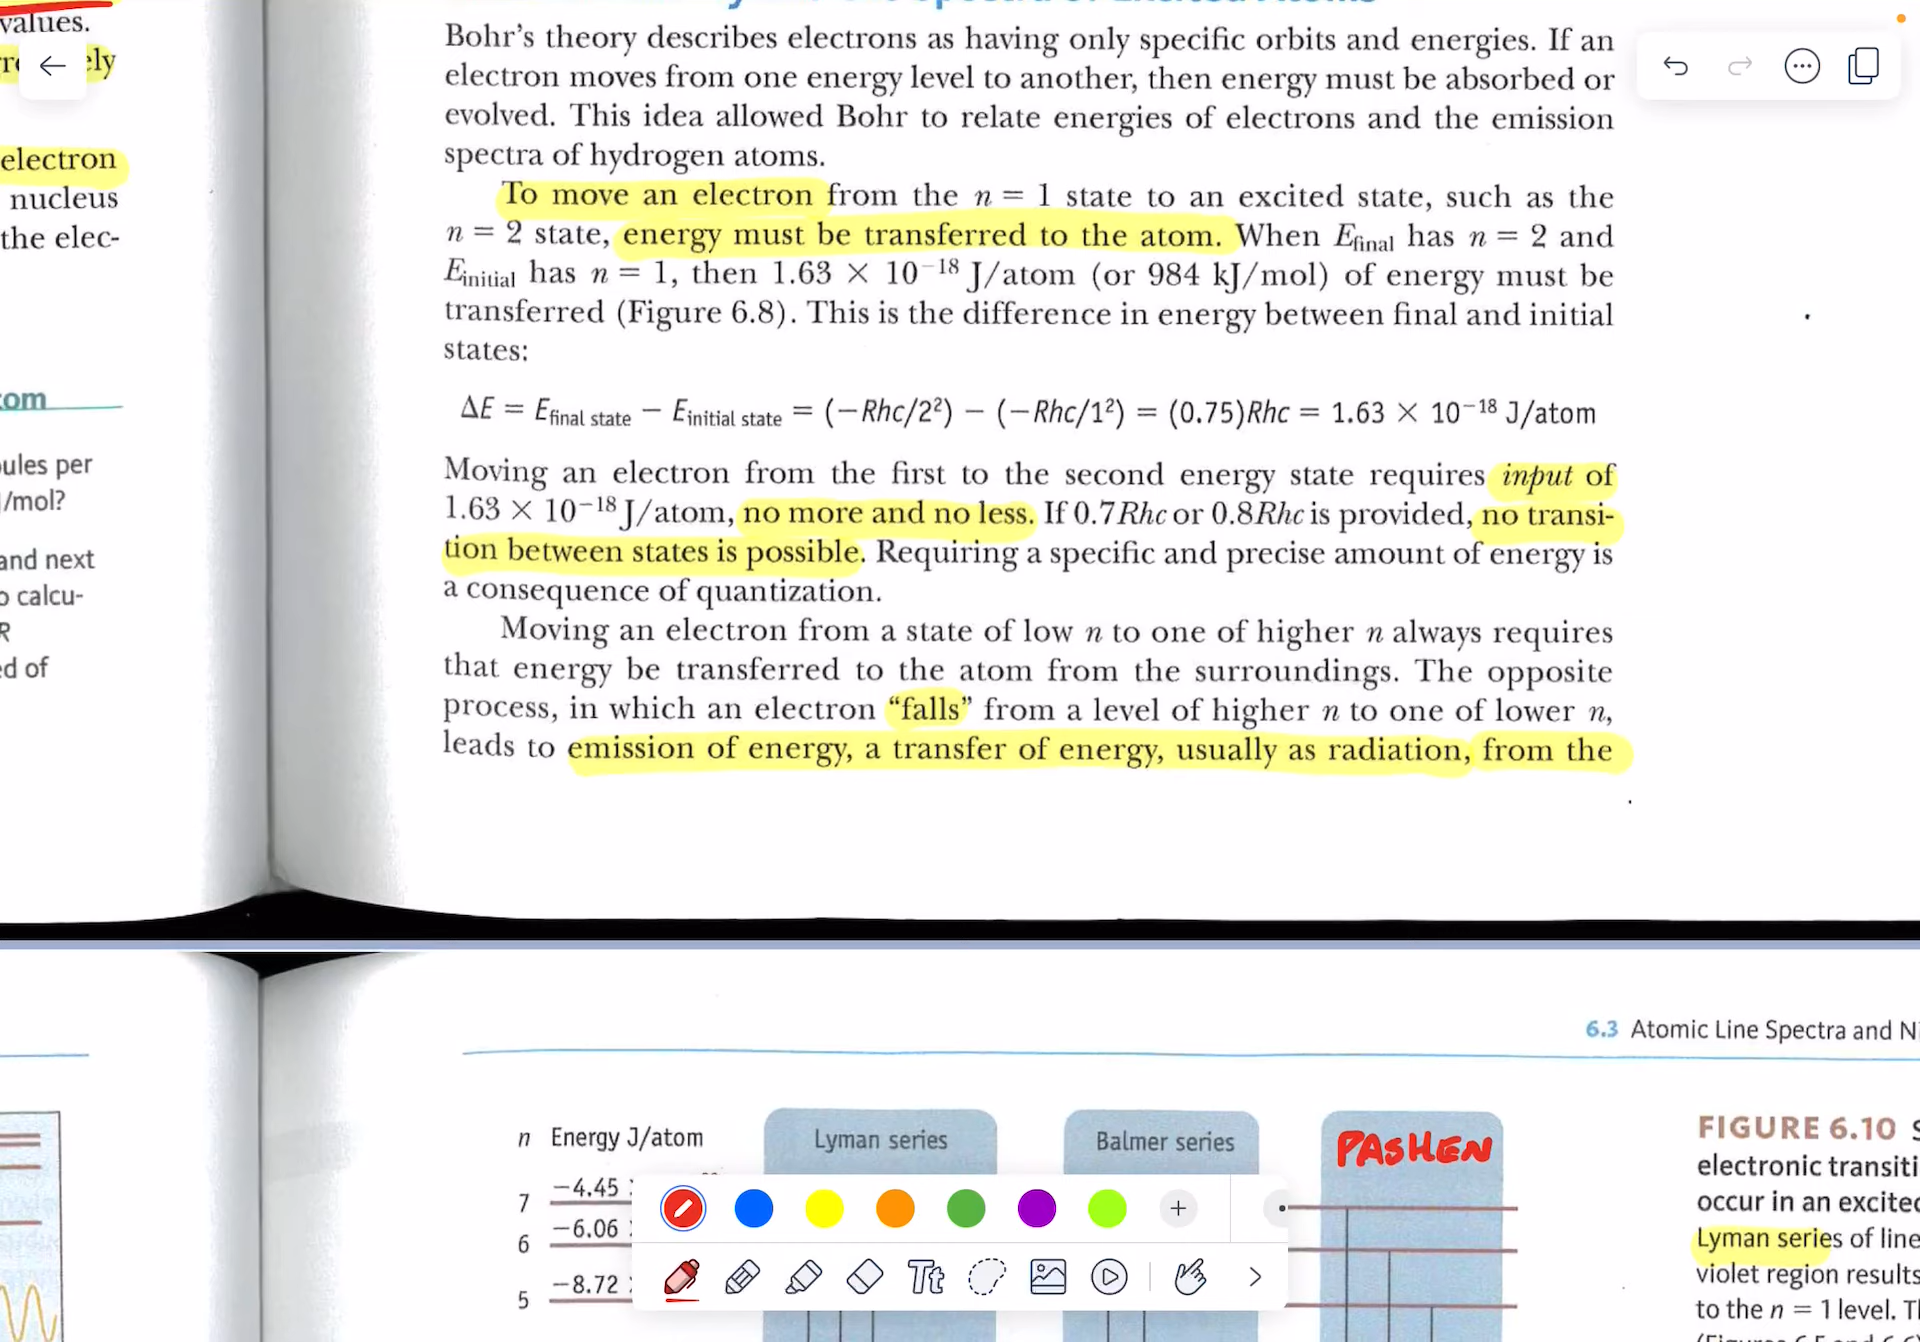 values.
ely
electron
nucleus
the elec-
om
ules per
/mol?
and next
calcu-
R
d of
Bohr's theory describes electrons as having only specific orbits and energies. If an
electron moves from one energy level to another, then energy must be absorbed or
evolved. This idea allowed Bohr to relate energies of electrons and the emission
spectra of hydrogen atoms.
To move an electron from the n = 1 state to an excited state, such as the
n = 2 state, energy must be transferred to the atom. When Efinal has n = 2 and
Einitial has n = 1, then 1.63 × 10⁻¹⁸ J/atom (or 984 kJ/mol) of energy must be
transferred (Figure 6.8). This is the difference in energy between final and initial
states:
ΔE = Efinal state − Einitial state = (−Rhc/2²) − (−Rhc/1²) = (0.75)Rhc = 1.63 × 10⁻¹⁸ J/atom
Moving an electron from the first to the second energy state requires input of
1.63 × 10⁻¹⁸ J/atom, no more and no less. If 0.7Rhc or 0.8Rhc is provided, no transi-
tion between states is possible. Requiring a specific and precise amount of energy is
a consequence of quantization.
Moving an electron from a state of low n to one of higher n always requires
that energy be transferred to the atom from the surroundings. The opposite
process, in which an electron “falls” from a level of higher n to one of lower n,
leads to emission of energy, a transfer of energy, usually as radiation, from the
6.3 Atomic Line Spectra and Ni
n Energy J/atom
Lyman series
Balmer series
PASHEN
7 −4.45
6 −6.06
5 −8.72
Tt
FIGURE 6.10 S
electronic transiti
occur in an excited
Lyman series of line
violet region results
to the n = 1 level. Th